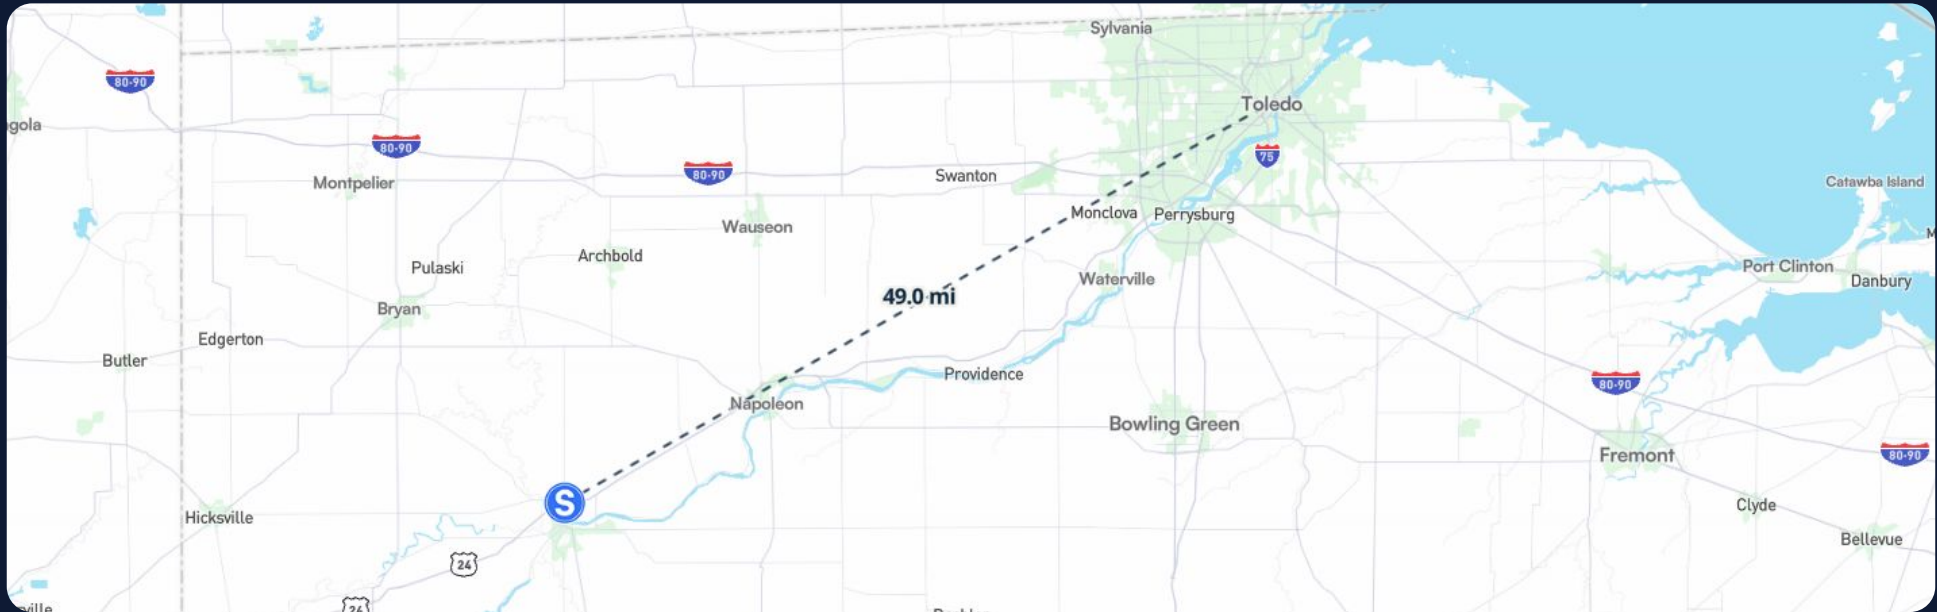 Sylvania
80-90
Toledo
gola
80-90
75
80-90
Swanton
Montpelier
Catawba Island
Monclova
Perrysburg
Wauseon
Archbold
Pulaski
Port Clinton
Waterville
Danbury
49.0 mi
Bryan
Edgerton
Butler
Providence
80-90
Napoleon
Bowling Green
80-90
Fremont
S
Clyde
Hicksville
Bellevue
24
ville